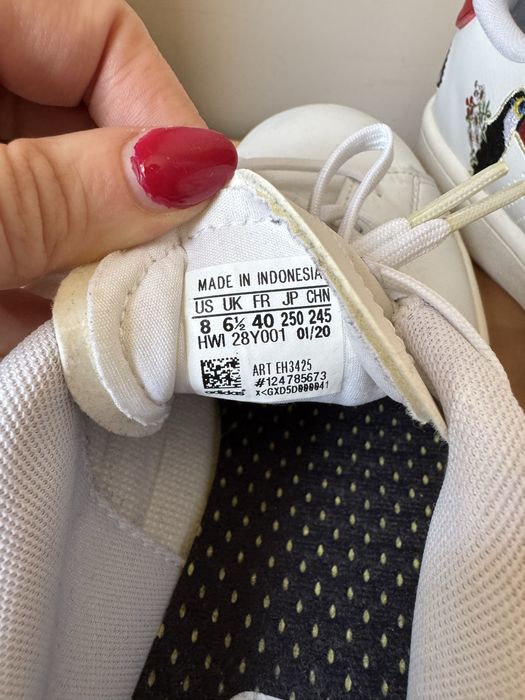 MADE IN INDONESIA
US UK FR JP CHN
8 6½ 40 250 245
HWI 28Y001 01/20
ART EH3425
#124785673
adidas